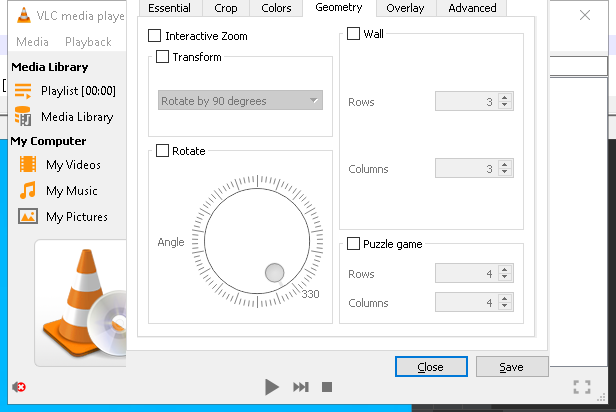 VLC media playe
Essential Crop Colors Geometry Overlay Advanced
Media Playback
Media Library
Playlist [00:00]
Media Library
My Computer
My Videos
My Music
My Pictures
Interactive Zoom
Transform
Rotate by 90 degrees
Rotate
Angle
330
Wall
Rows 3
Columns 3
Puzzle game
Rows 4
Columns 4
Close Save